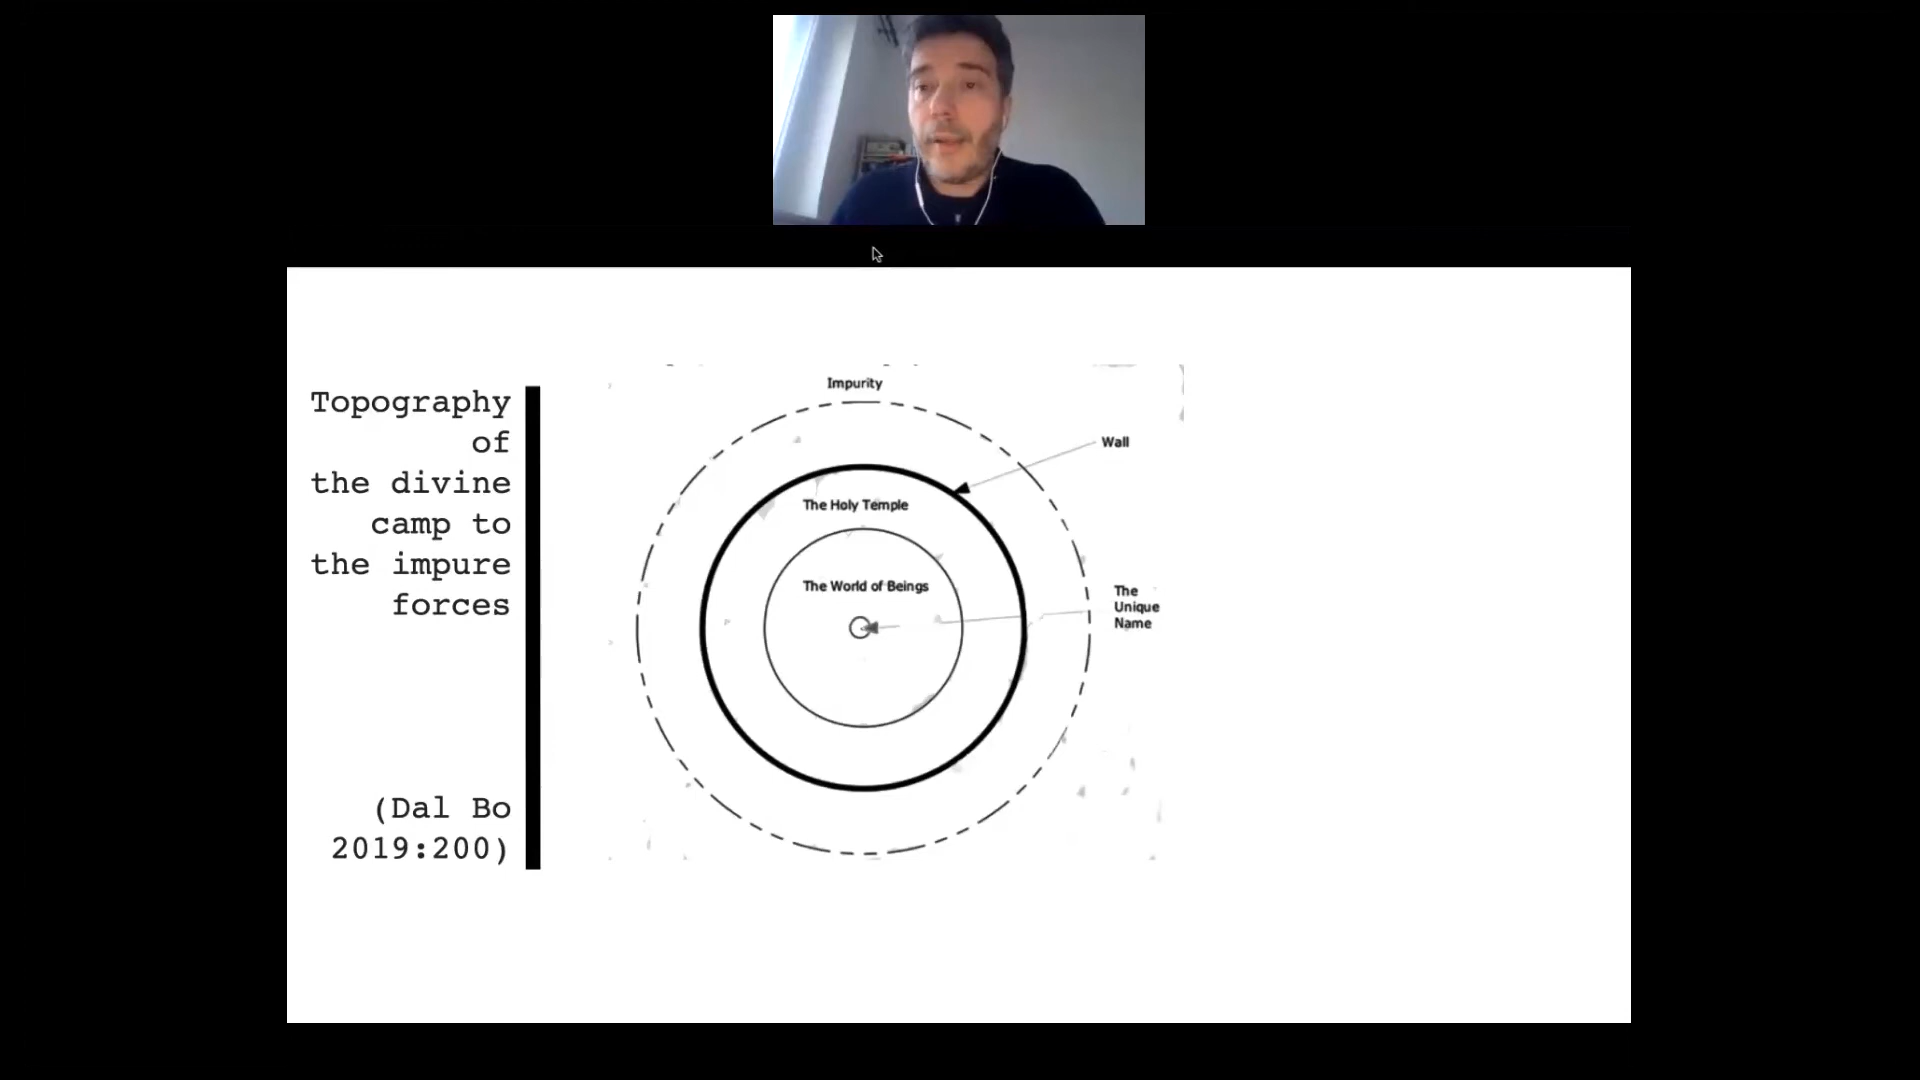 Topography
of
the divine
camp to
the impure
forces
(Dal Bo
2019:200)
Impurity
Wall
The Holy Temple
The World of Beings
The
Unique
Name